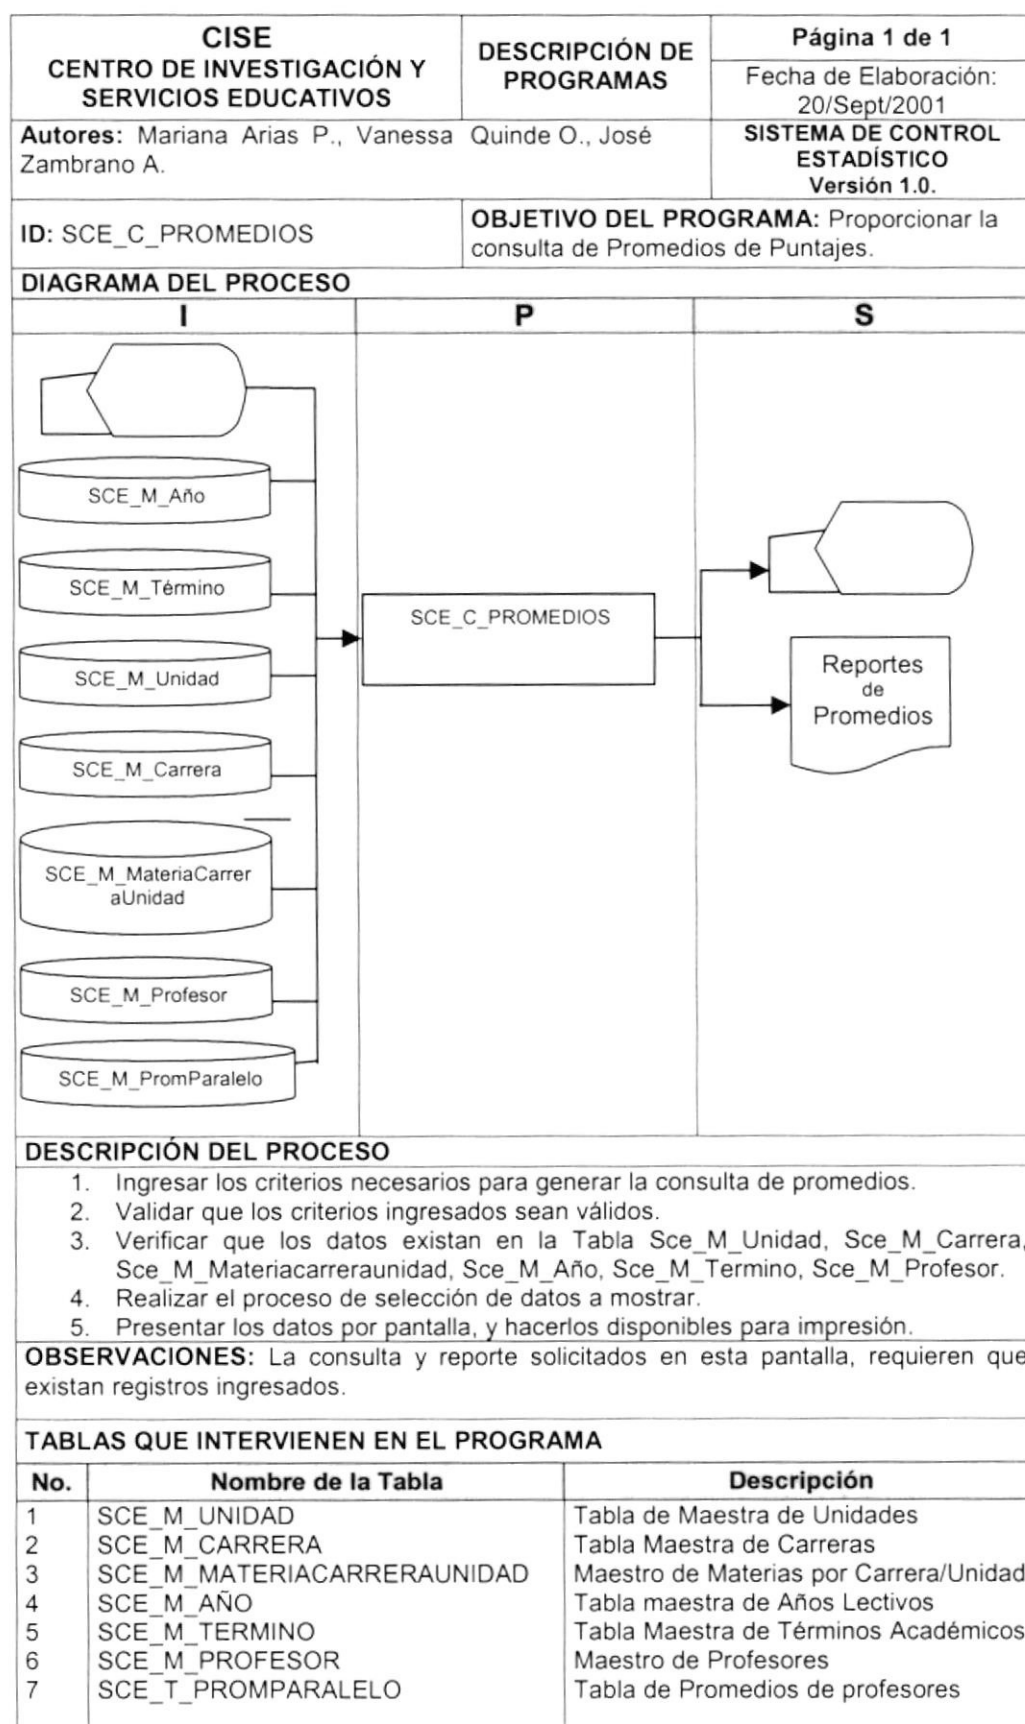 CISE
CENTRO DE INVESTIGACIÓN Y
SERVICIOS EDUCATIVOS
DESCRIPCIÓN DE
PROGRAMAS
Página 1 de 1
Fecha de Elaboración:
20/Sept/2001
Autores: Mariana Arias P., Vanessa Quinde O., José
Zambrano A.
SISTEMA DE CONTROL
ESTADÍSTICO
Versión 1.0.
ID: SCE_C_PROMEDIOS
OBJETIVO DEL PROGRAMA: Proporcionar la
consulta de Promedios de Puntajes.
DIAGRAMA DEL PROCESO
I
P
S
SCE_M_Año
SCE_M_Término
SCE_M_Unidad
SCE_M_Carrera
SCE_M_MateriaCarrer
aUnidad
SCE_M_Profesor
SCE_M_PromParalelo
SCE_C_PROMEDIOS
Reportes
de
Promedios
DESCRIPCIÓN DEL PROCESO
1. Ingresar los criterios necesarios para generar la consulta de promedios.
2. Validar que los criterios ingresados sean válidos.
3. Verificar que los datos existan en la Tabla Sce_M_Unidad, Sce_M_Carrera,
Sce_M_Materiacarreraunidad, Sce_M_Año, Sce_M_Termino, Sce_M_Profesor.
4. Realizar el proceso de selección de datos a mostrar.
5. Presentar los datos por pantalla, y hacerlos disponibles para impresión.
OBSERVACIONES: La consulta y reporte solicitados en esta pantalla, requieren que
existan registros ingresados.
TABLAS QUE INTERVIENEN EN EL PROGRAMA
No. Nombre de la Tabla Descripción
1 SCE_M_UNIDAD Tabla de Maestra de Unidades
2 SCE_M_CARRERA Tabla Maestra de Carreras
3 SCE_M_MATERIACARRERAUNIDAD Maestro de Materias por Carrera/Unidad
4 SCE_M_AÑO Tabla maestra de Años Lectivos
5 SCE_M_TERMINO Tabla Maestra de Términos Académicos
6 SCE_M_PROFESOR Maestro de Profesores
7 SCE_T_PROMPARALELO Tabla de Promedios de profesores